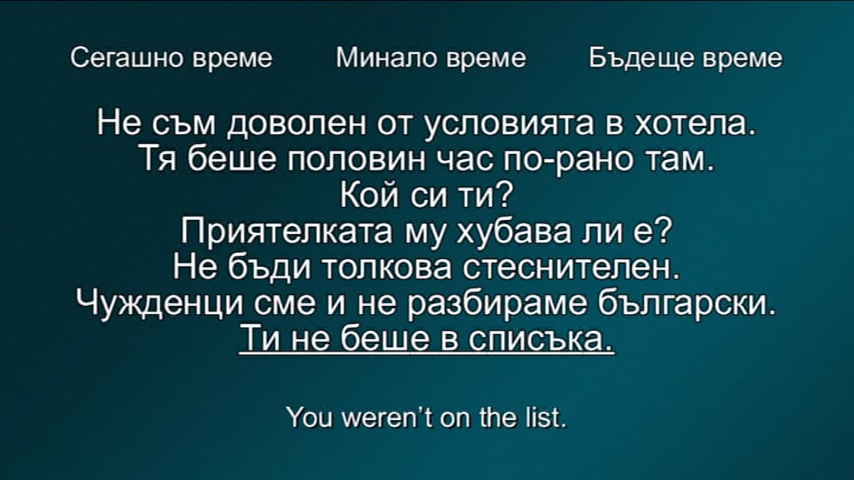 Сегашно време Минало време Бъдеще време
Не съм доволен от условията в хотела.
Тя беше половин час по-рано там.
Кой си ти?
Приятелката му хубава ли е?
Не бъди толкова стеснителен.
Чужденци сме и не разбираме български.
Ти не беше в списъка.
You weren’t on the list.